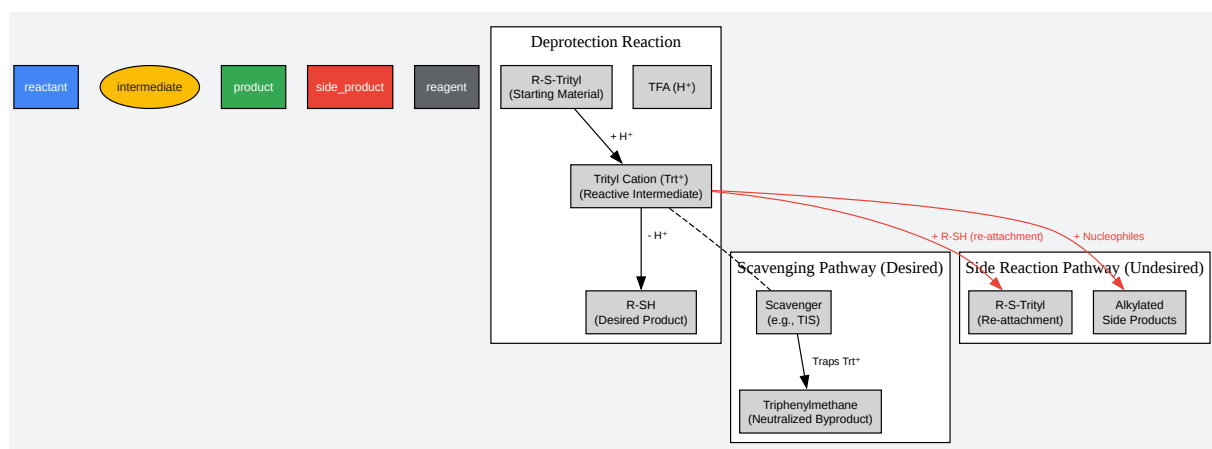 Deprotection Reaction
reactant
intermediate
product
side_product
reagent
R-S-Trityl
(Starting Material)
TFA (H⁺)
+ H⁺
Trityl Cation (Trt⁺)
(Reactive Intermediate)
- H⁺
+ R-SH (re-attachment)
+ Nucleophiles
Scavenging Pathway (Desired)
Side Reaction Pathway (Undesired)
R-SH
(Desired Product)
Scavenger
(e.g., TIS)
R-S-Trityl
(Re-attachment)
Alkylated
Side Products
Traps Trt⁺
Triphenylmethane
(Neutralized Byproduct)